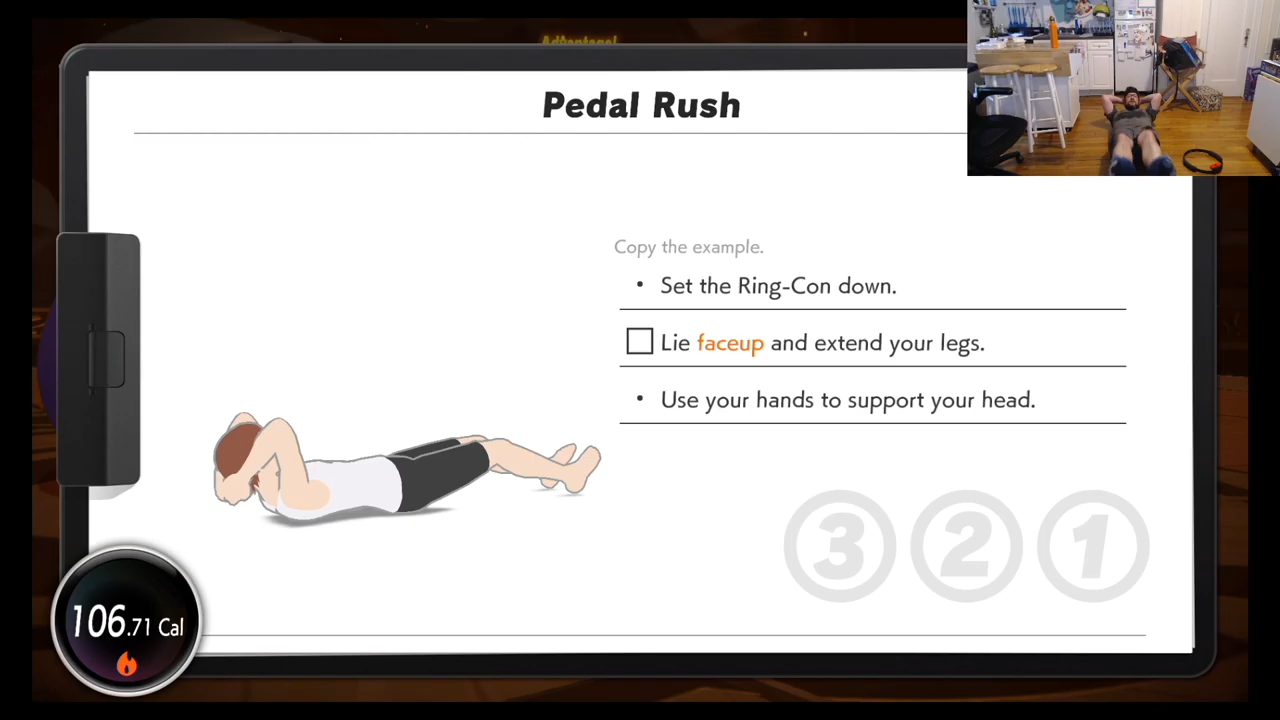 Advantage!
Pedal Rush
Copy the example.
• Set the Ring-Con down.
Lie faceup and extend your legs.
• Use your hands to support your head.
3 2 1
106.71 Cal